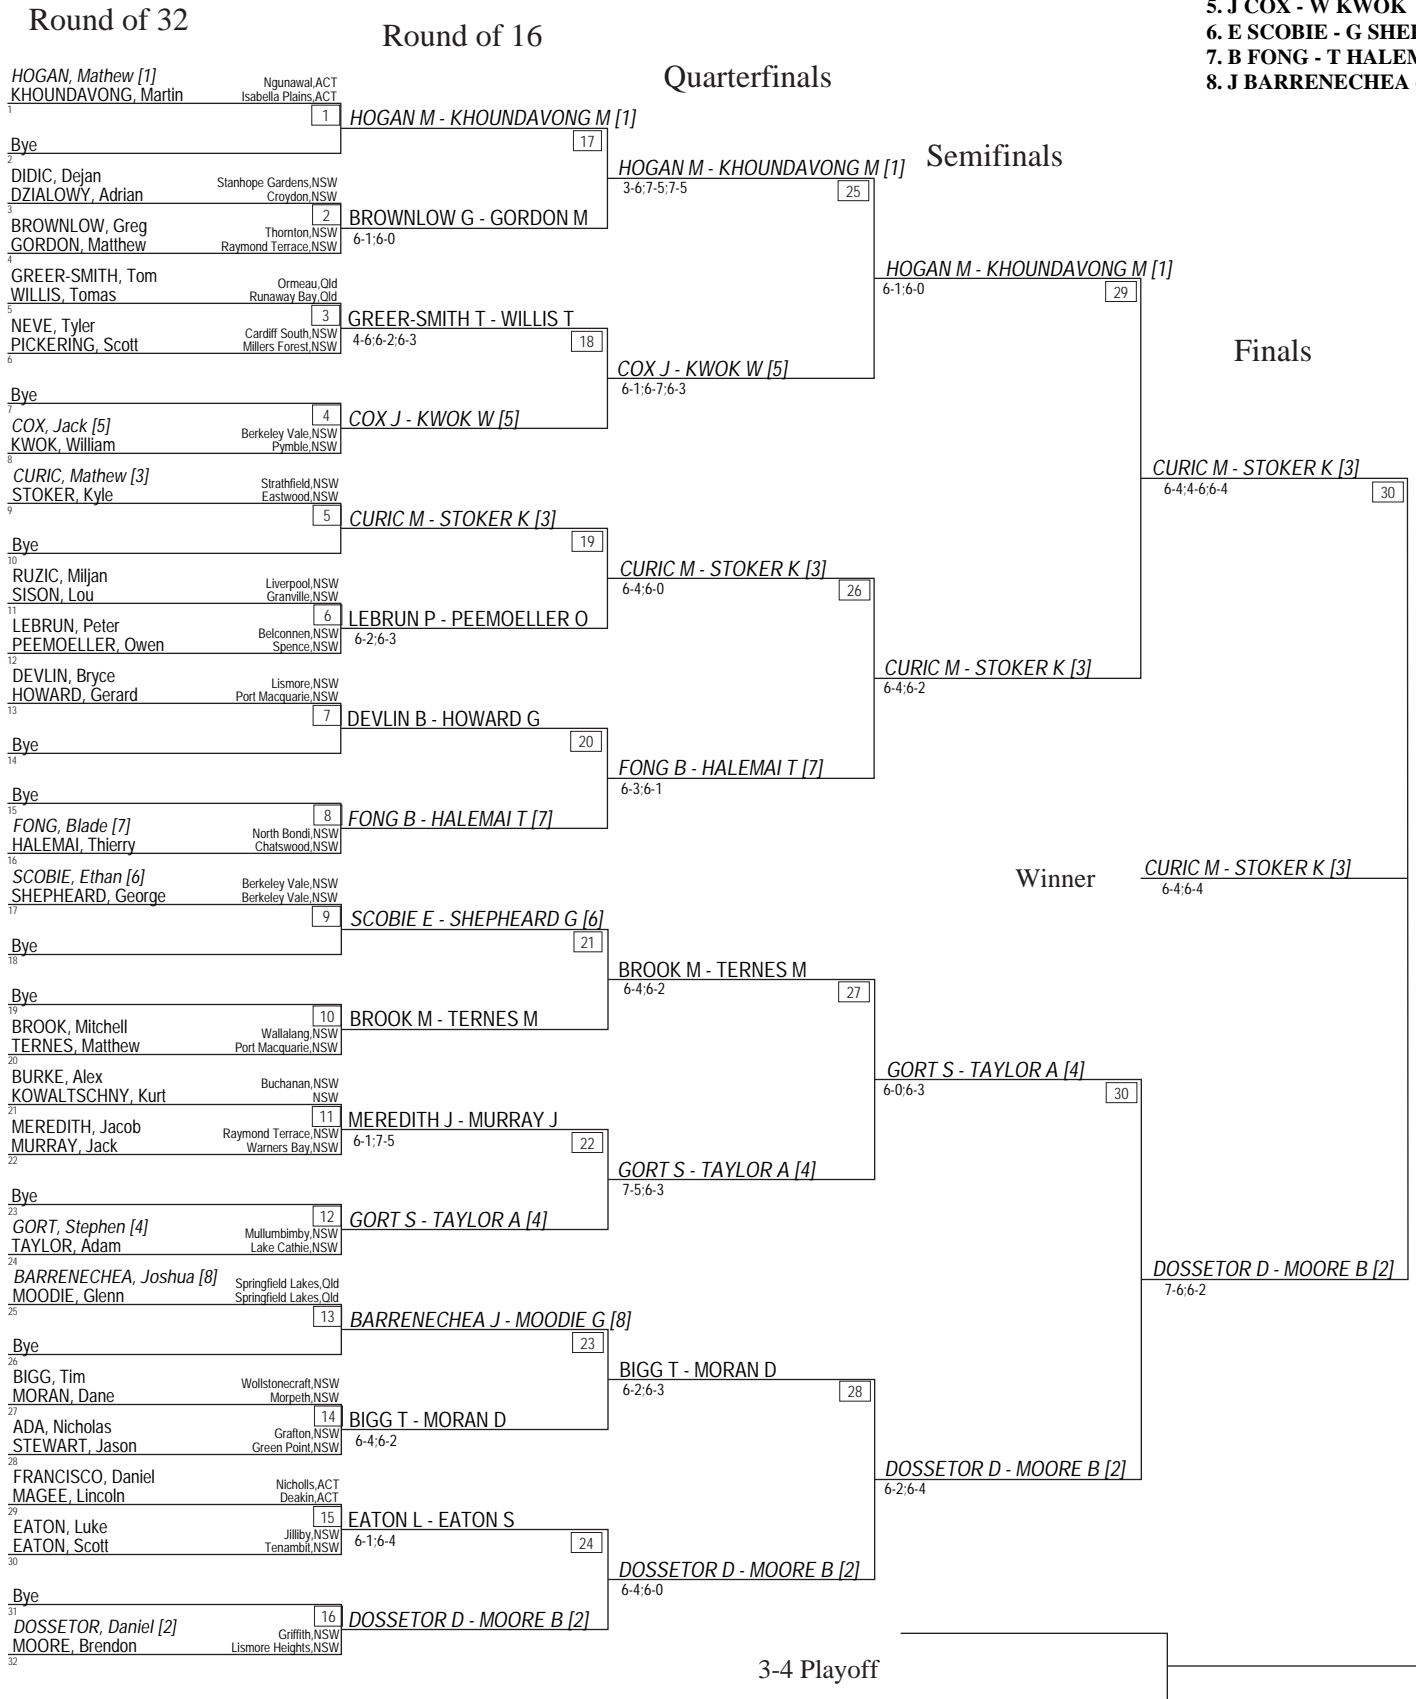 Round of 32
Round of 16
Quarterfinals
Semifinals
Finals
5. J COX - W KWOK
6. E SCOBIE - G SHE
7. B FONG - T HALE
8. J BARRENECHEA
HOGAN, Mathew [1] Ngunawal,ACT
KHOUNDAVONG, Martin Isabella Plains,ACT
1
1
Bye
2
DIDIC, Dejan Stanhope Gardens,NSW
DZIALOWY, Adrian Croydon,NSW
3
2
BROWNLOW, Greg Thornton,NSW
GORDON, Matthew Raymond Terrace,NSW
4
GREER-SMITH, Tom Ormeau,Qld
WILLIS, Tomas Runaway Bay,Qld
5
3
NEVE, Tyler Cardiff South,NSW
PICKERING, Scott Millers Forest,NSW
6
Bye
7
4
COX, Jack [5] Berkeley Vale,NSW
KWOK, William Pymble,NSW
8
CURIC, Mathew [3] Strathfield,NSW
STOKER, Kyle Eastwood,NSW
9
5
Bye
10
RUZIC, Miljan Liverpool,NSW
SISON, Lou Granville,NSW
11
6
LEBRUN, Peter Belconnen,NSW
PEEMOELLER, Owen Spence,NSW
12
DEVLIN, Bryce Lismore,NSW
HOWARD, Gerard Port Macquarie,NSW
13
7
Bye
14
Bye
15
8
FONG, Blade [7] North Bondi,NSW
HALEMAI, Thierry Chatswood,NSW
16
SCOBIE, Ethan [6] Berkeley Vale,NSW
SHEPHEARD, George Berkeley Vale,NSW
17
9
Bye
18
Bye
19
10
BROOK, Mitchell Wallalang,NSW
TERNES, Matthew Port Macquarie,NSW
20
BURKE, Alex Buchanan,NSW
KOWALTSCHNY, Kurt NSW
21
11
MEREDITH, Jacob Raymond Terrace,NSW
MURRAY, Jack Warners Bay,NSW
22
Bye
23
12
GORT, Stephen [4] Mullumbimby,NSW
TAYLOR, Adam Lake Cathie,NSW
24
BARRENECHEA, Joshua [8] Springfield Lakes,Qld
MOODIE, Glenn Springfield Lakes,Qld
25
13
Bye
26
BIGG, Tim Wollstonecraft,NSW
MORAN, Dane Morpeth,NSW
27
14
ADA, Nicholas Grafton,NSW
STEWART, Jason Green Point,NSW
28
FRANCISCO, Daniel Nicholls,ACT
MAGEE, Lincoln Deakin,ACT
29
15
EATON, Luke Jilliby,NSW
EATON, Scott Tenambit,NSW
30
Bye
31
16
DOSSETOR, Daniel [2] Griffith,NSW
MOORE, Brendon Lismore Heights,NSW
32
HOGAN M - KHOUNDAVONG M [1]
17
BROWNLOW G - GORDON M
6-1;6-0
GREER-SMITH T - WILLIS T
4-6;6-2;6-3
18
COX J - KWOK W [5]
CURIC M - STOKER K [3]
19
LEBRUN P - PEEMOELLER O
6-2;6-3
DEVLIN B - HOWARD G
20
FONG B - HALEMAI T [7]
SCOBIE E - SHEPHEARD G [6]
21
BROOK M - TERNES M
MEREDITH J - MURRAY J
6-1;7-5
22
GORT S - TAYLOR A [4]
BARRENECHEA J - MOODIE G [8]
23
BIGG T - MORAN D
6-4;6-2
EATON L - EATON S
6-1;6-4
24
DOSSETOR D - MOORE B [2]
HOGAN M - KHOUNDAVONG M [1]
3-6;7-5;7-5
25
COX J - KWOK W [5]
6-1;6-7;6-3
CURIC M - STOKER K [3]
6-4;6-0
26
FONG B - HALEMAI T [7]
6-3;6-1
BROOK M - TERNES M
6-4;6-2
27
GORT S - TAYLOR A [4]
7-5;6-3
BIGG T - MORAN D
6-2;6-3
28
DOSSETOR D - MOORE B [2]
6-4;6-0
HOGAN M - KHOUNDAVONG M [1]
6-1;6-0
29
CURIC M - STOKER K [3]
6-4;6-2
GORT S - TAYLOR A [4]
6-0;6-3
30
DOSSETOR D - MOORE B [2]
6-2;6-4
CURIC M - STOKER K [3]
6-4;4-6;6-4
30
Winner
CURIC M - STOKER K [3]
6-4;6-4
DOSSETOR D - MOORE B [2]
7-6;6-2
3-4 Playoff